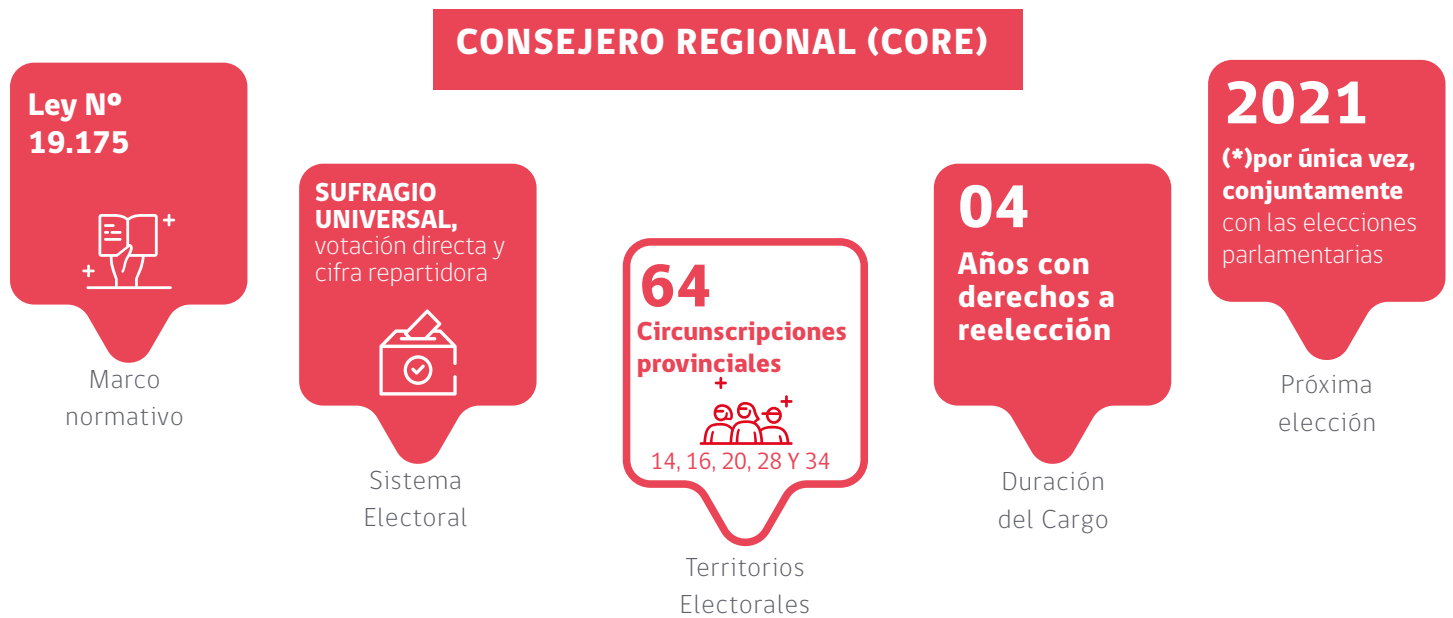 CONSEJERO REGIONAL (CORE)
Ley Nº
19.175
Marco
normativo
SUFRAGIO
UNIVERSAL,
votación directa y
cifra repartidora
Sistema
Electoral
64
Circunscripciones
provinciales
14, 16, 20, 28 Y 34
Territorios
Electorales
04
Años con
derechos a
reelección
Duración
del Cargo
2021
(*)por única vez,
conjuntamente
con las elecciones
parlamentarias
Próxima
elección